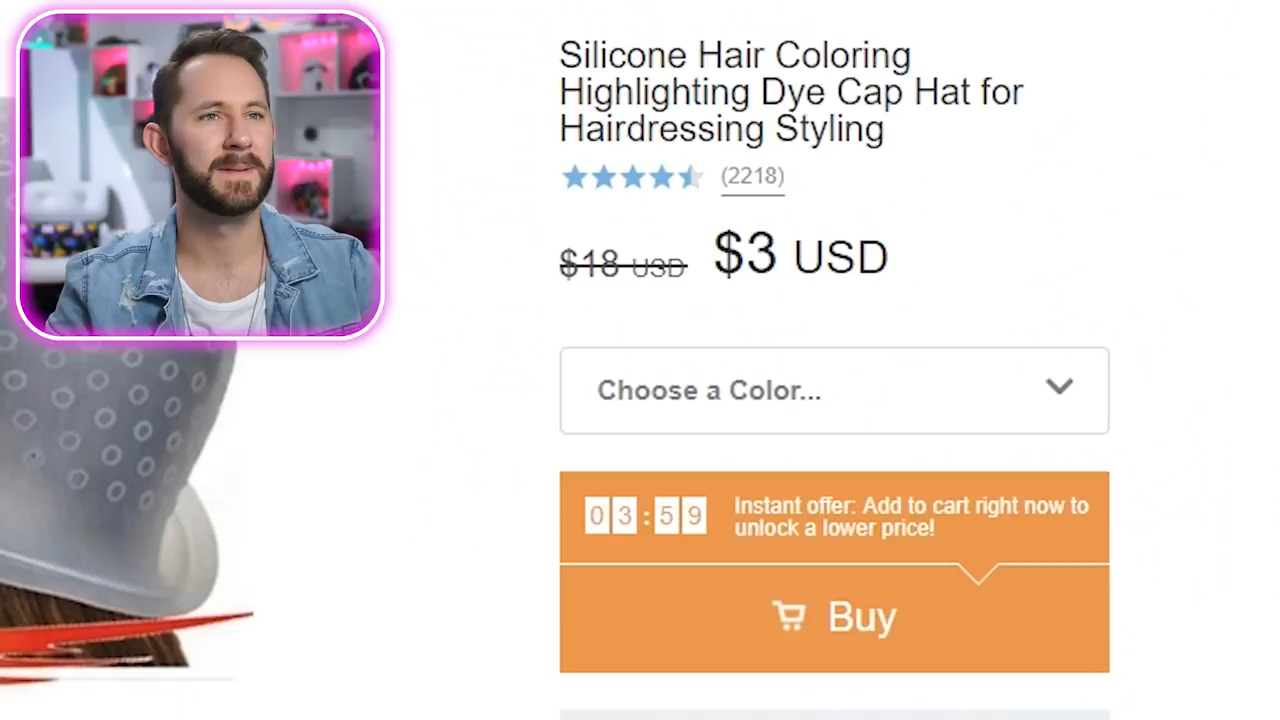 Silicone Hair Coloring
Highlighting Dye Cap Hat for
Hairdressing Styling
(2218)
$18 USD $3 USD
Choose a Color...
03:59 Instant offer: Add to cart right now to
unlock a lower price!
Buy